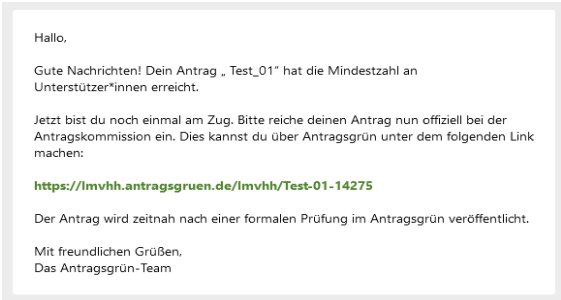 Hallo,
Gute Nachrichten! Dein Antrag „ Test_01“ hat die Mindestzahl an
Unterstützer*innen erreicht.
Jetzt bist du noch einmal am Zug. Bitte reiche deinen Antrag nun offiziell bei der
Antragskommission ein. Dies kannst du über Antragsgrün unter dem folgenden Link
machen:
https://lmvhh.antragsgruen.de/lmvhh/Test-01-14275
Der Antrag wird zeitnah nach einer formalen Prüfung im Antragsgrün veröffentlicht.
Mit freundlichen Grüßen,
Das Antragsgrün-Team